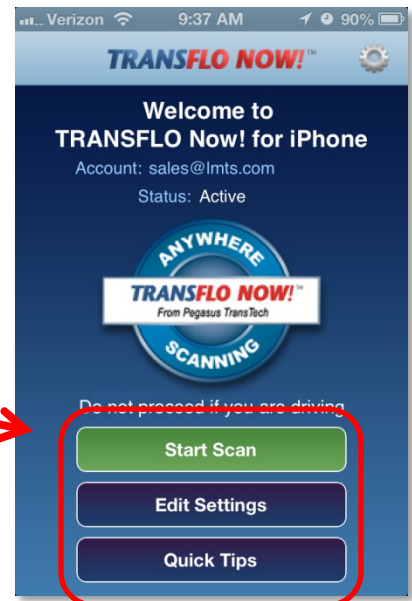 Verizon 9:37 AM 90%
TRANSFLO NOW!™
Welcome to
TRANSFLO Now! for iPhone
Account: sales@lmts.com
Status: Active
ANYWHERE
TRANSFLO NOW!™
From Pegasus TransTech
SCANNING
Do not proceed if you are driving
Start Scan
Edit Settings
Quick Tips